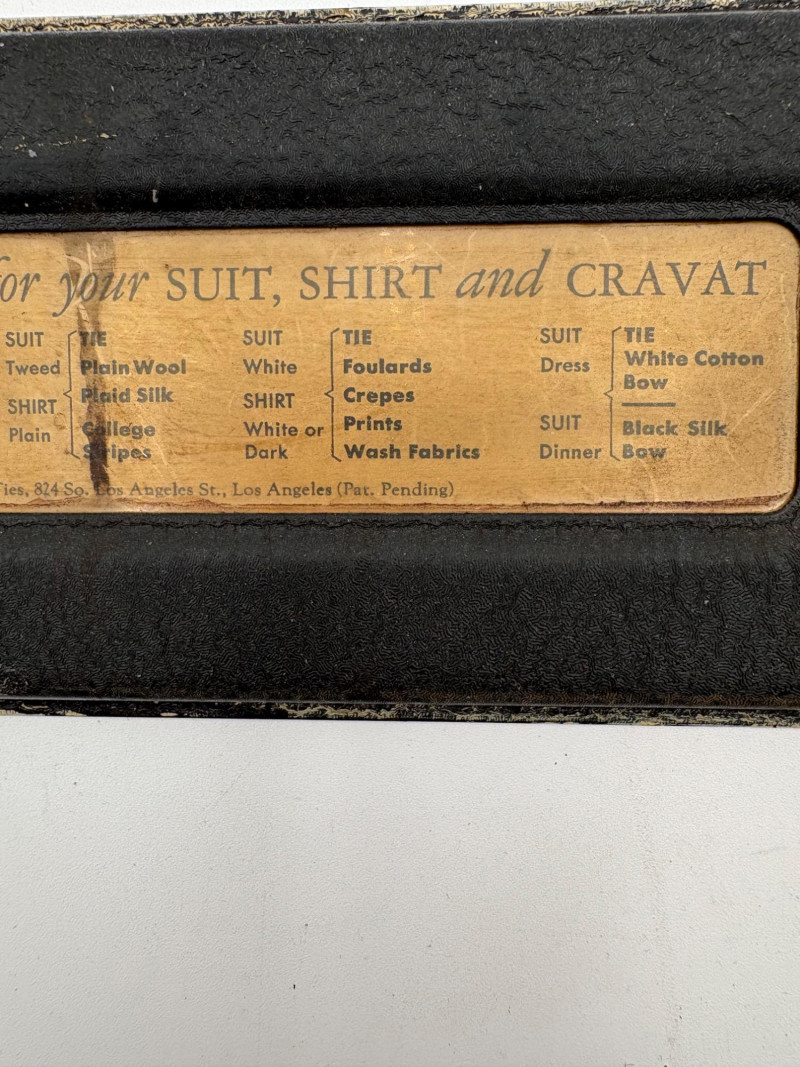 for your SUIT, SHIRT and CRAVAT
SUIT
Tweed
SHIRT
Plain
TIE
Plain Wool
Plaid Silk
College
Stripes
SUIT
White
SHIRT
White or
Dark
TIE
Foulards
Crepes
Prints
Wash Fabrics
SUIT
Dress
TIE
White Cotton
Bow
SUIT
Dinner
Black Silk
Bow
Ties, 824 So. Los Angeles St., Los Angeles (Pat. Pending)